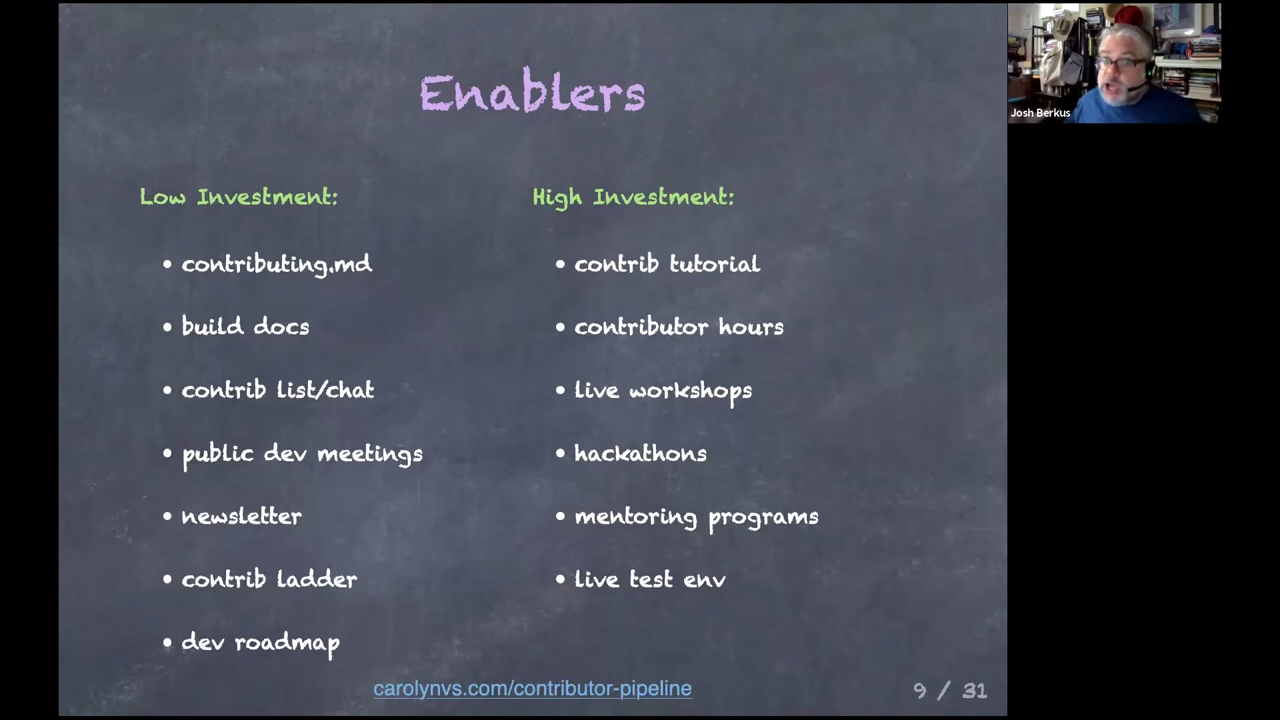 Enablers
Low Investment:
• contributing.md
• build docs
• contrib list/chat
• public dev meetings
• newsletter
• contrib ladder
• dev roadmap
High Investment:
• contrib tutorial
• contributor hours
• live workshops
• hackathons
• mentoring programs
• live test env
carolynvs.com/contributor-pipeline
9 / 31
Josh Berkus